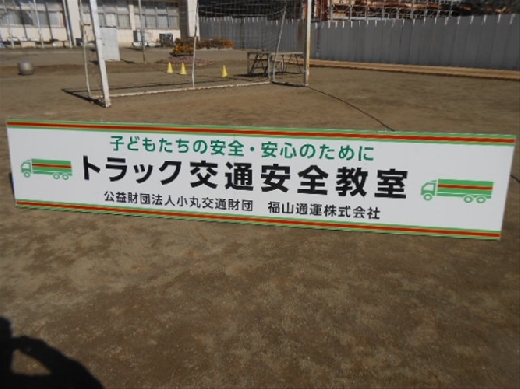 子どもたちの安全・安心のために
トラック交通安全教室
公益財団法人小丸交通財団　福山通運株式会社